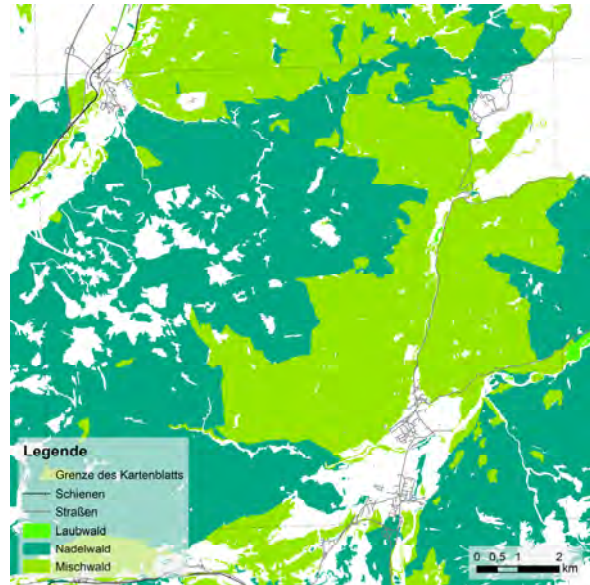 Legende
Grenze des Kartenblatts
Schienen
Straßen
Laubwald
Nadelwald
Mischwald
0 0,5 1 2
km